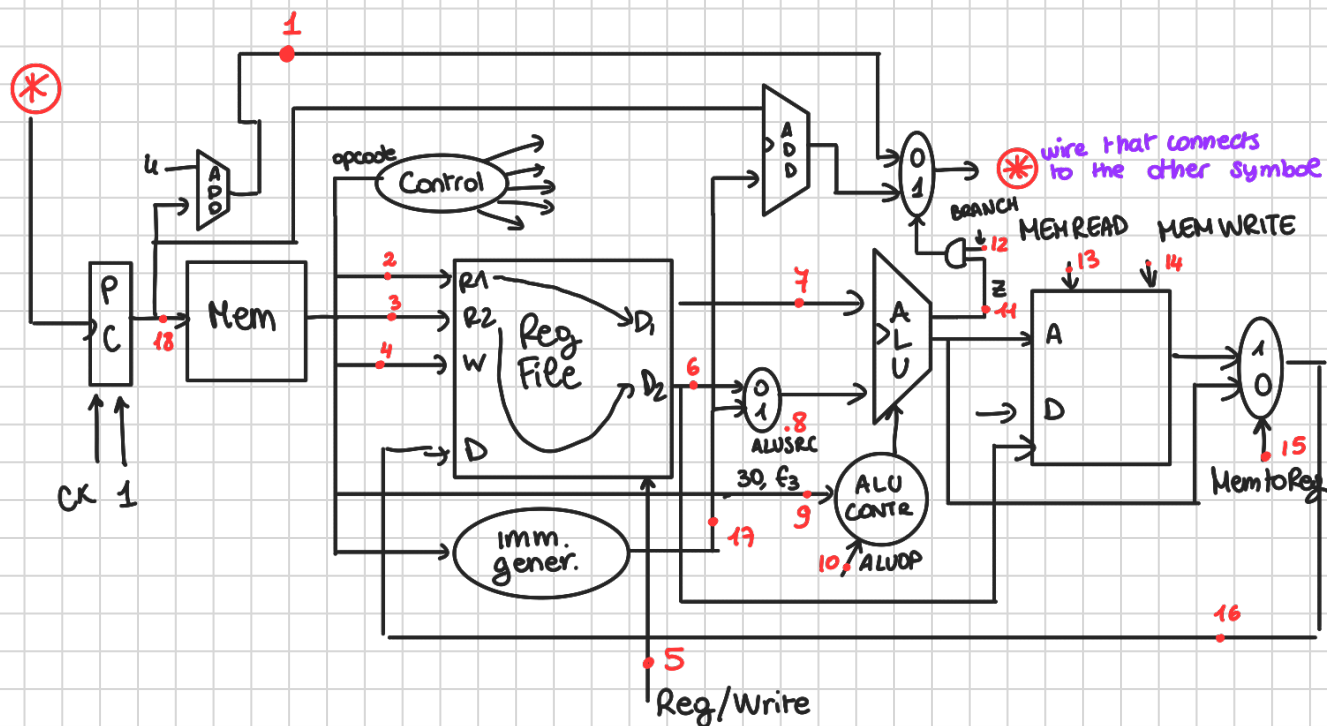 1
4
ADD
opcode
Control
ADD
0
1
wire that connects
to the other symbol
BRANCH
12
MEMREAD
MEMWRITE
13
14
PC
18
Mem
2
3
4
R1
R2
W
D
Reg
File
D1
D2
7
6
0
1
8
ALUSRC
ALU
Z
11
A
D
1
0
15
MemtoReg
CK 1
30, f3
9
ALU
CONTR
10
ALUOP
imm.
gener.
17
16
5
Reg/Write